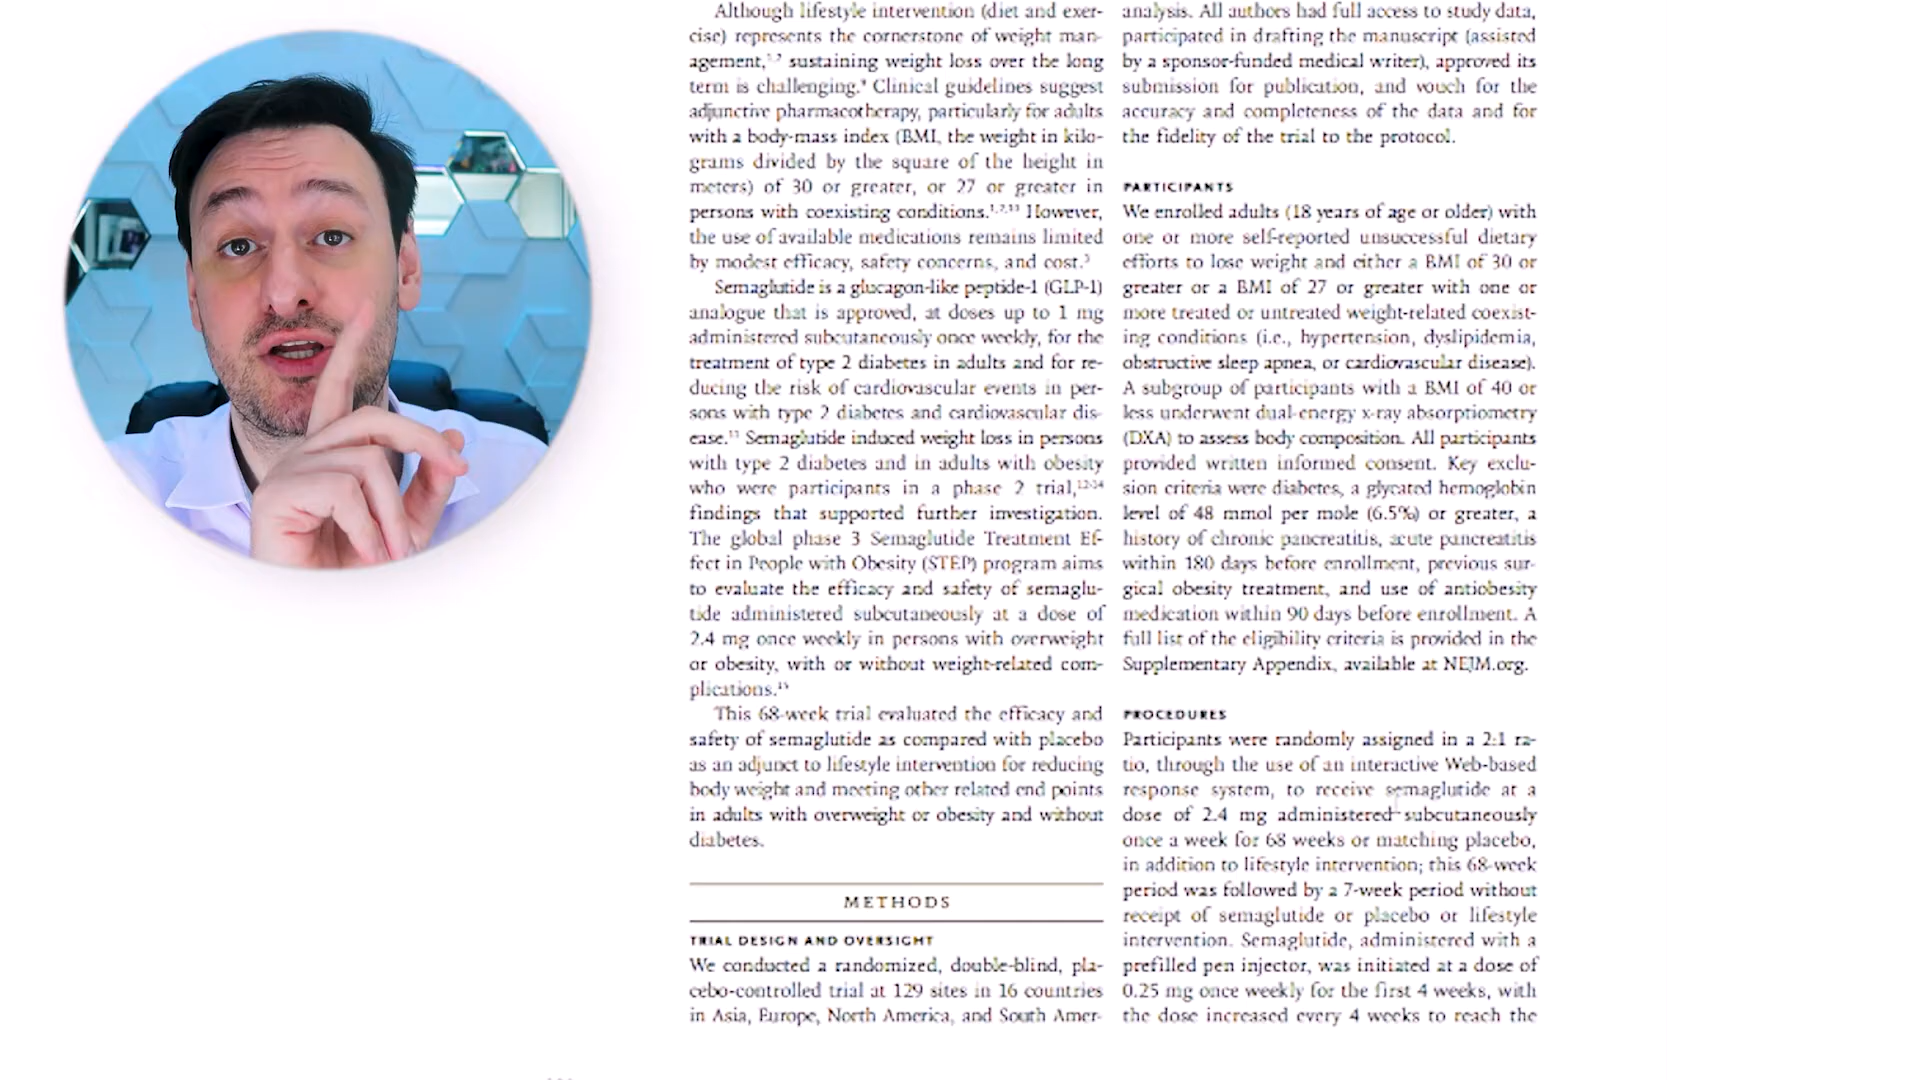 Although lifestyle intervention (diet and exer-
cise) represents the cornerstone of weight man-
agement, sustaining weight loss over the long
term is challenging. Clinical guidelines suggest
adjunctive pharmacotherapy, particularly for adults
with a body-mass index (BMI, the weight in kilo-
grams divided by the square of the height in
meters) of 30 or greater, or 27 or greater in
persons with coexisting conditions. However,
the use of available medications remains limited
by modest efficacy, safety concerns, and cost.³
Semaglutide is a glucagon-like peptide-1 (GLP-1)
analogue that is approved, at doses up to 1 mg
administered subcutaneously once weekly, for the
treatment of type 2 diabetes in adults and for re-
ducing the risk of cardiovascular events in per-
sons with type 2 diabetes and cardiovascular dis-
ease.¹¹ Semaglutide induced weight loss in persons
with type 2 diabetes and in adults with obesity
who were participants in a phase 2 trial,¹²⁻¹⁴
findings that supported further investigation.
The global phase 3 Semaglutide Treatment Ef-
fect in People with Obesity (STEP) program aims
to evaluate the efficacy and safety of semaglu-
tide administered subcutaneously at a dose of
2.4 mg once weekly in persons with overweight
or obesity, with or without weight-related com-
plications.¹⁵
This 68-week trial evaluated the efficacy and
safety of semaglutide as compared with placebo
as an adjunct to lifestyle intervention for reducing
body weight and meeting other related end points
in adults with overweight or obesity and without
diabetes.
METHODS
TRIAL DESIGN AND OVERSIGHT
We conducted a randomized, double-blind, pla-
cebo-controlled trial at 129 sites in 16 countries
in Asia, Europe, North America, and South Amer-
analysis. All authors had full access to study data,
participated in drafting the manuscript (assisted
by a sponsor-funded medical writer), approved its
submission for publication, and vouch for the
accuracy and completeness of the data and for
the fidelity of the trial to the protocol.
PARTICIPANTS
We enrolled adults (18 years of age or older) with
one or more self-reported unsuccessful dietary
efforts to lose weight and either a BMI of 30 or
greater or a BMI of 27 or greater with one or
more treated or untreated weight-related coexist-
ing conditions (i.e., hypertension, dyslipidemia,
obstructive sleep apnea, or cardiovascular disease).
A subgroup of participants with a BMI of 40 or
less underwent dual-energy x-ray absorptiometry
(DXA) to assess body composition. All participants
provided written informed consent. Key exclu-
sion criteria were diabetes, a glycated hemoglobin
level of 48 mmol per mole (6.5%) or greater, a
history of chronic pancreatitis, acute pancreatitis
within 180 days before enrollment, previous sur-
gical obesity treatment, and use of antiobesity
medication within 90 days before enrollment. A
full list of the eligibility criteria is provided in the
Supplementary Appendix, available at NEJM.org.
PROCEDURES
Participants were randomly assigned in a 2:1 ra-
tio, through the use of an interactive Web-based
response system, to receive semaglutide at a
dose of 2.4 mg administered subcutaneously
once a week for 68 weeks or matching placebo,
in addition to lifestyle intervention; this 68-week
period was followed by a 7-week period without
receipt of semaglutide or placebo or lifestyle
intervention. Semaglutide, administered with a
prefilled pen injector, was initiated at a dose of
0.25 mg once weekly for the first 4 weeks, with
the dose increased every 4 weeks to reach the